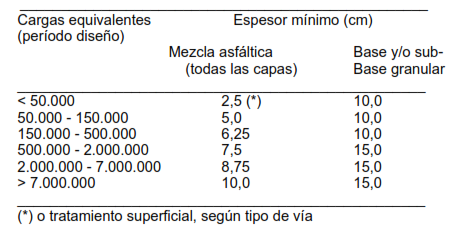 Cargas equivalentes Espesor mínimo (cm)
(período diseño)
Mezcla asfáltica Base y/o sub-
(todas las capas) Base granular
< 50.000 2,5 (*) 10,0
50.000 - 150.000 5,0 10,0
150.000 - 500.000 6,25 10,0
500.000 - 2.000.000 7,5 15,0
2.000.000 - 7.000.000 8,75 15,0
> 7.000.000 10,0 15,0
(*) o tratamiento superficial, según tipo de vía